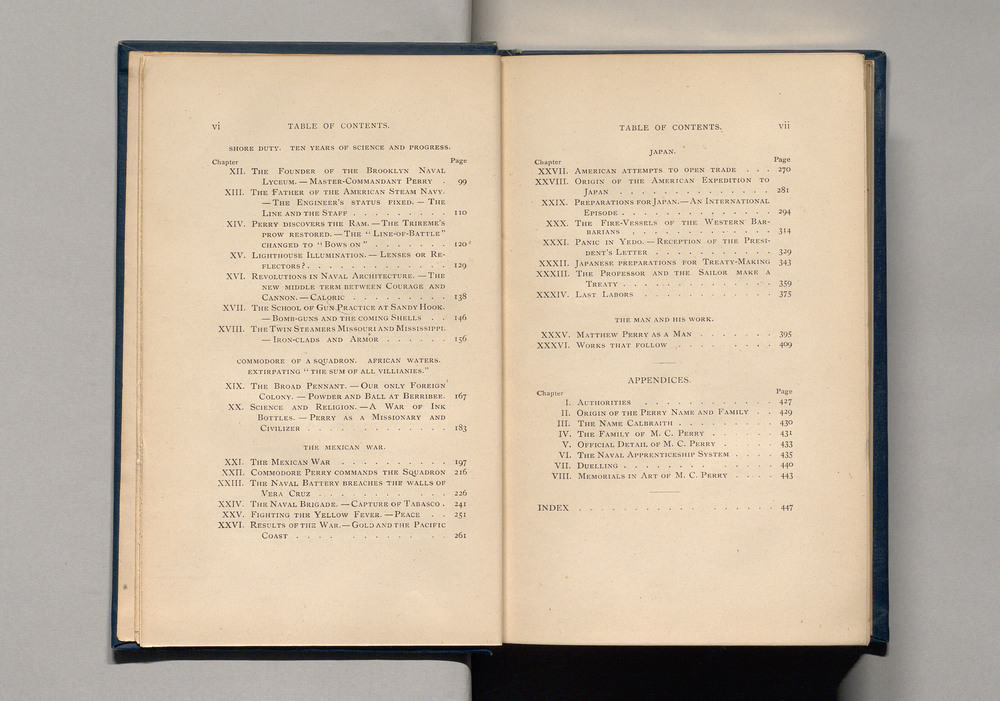 vi TABLE OF CONTENTS.
SHORE DUTY. TEN YEARS OF SCIENCE AND PROGRESS.
Chapter Page
XII. The Founder of the Brooklyn Naval
Lyceum. — Master-Commandant Perry . 99
XIII. The Father of the American Steam Navy.
— The Engineer's status fixed. — The
Line and the Staff . . . . . . . . . 110
XIV. Perry discovers the Ram. — The Trireme's
prow restored. — The "Line-of-Battle"
changed to "Bows on" . . . . . . . 120
XV. Lighthouse Illumination. — Lenses or Re-
flectors? . . . . . . . . . . . . . 129
XVI. Revolutions in Naval Architecture. — The
new middle term between Courage and
Cannon. — Caloric . . . . . . . . . 138
XVII. The School of Gun Practice at Sandy Hook.
— Bomb-guns and the coming Shells . . 146
XVIII. The Twin Steamers Missouri and Mississippi.
— Iron-clads and Armor . . . . . . 156
COMMODORE OF A SQUADRON. AFRICAN WATERS.
EXTIRPATING "THE SUM OF ALL VILLIANIES."
XIX. The Broad Pennant. — Our only Foreign
Colony. — Powder and Ball at Berribee. 167
XX. Science and Religion. — A War of Ink
Bottles. — Perry as a Missionary and
Civilizer . . . . . . . . . . . . 183
THE MEXICAN WAR.
XXI. The Mexican War . . . . . . . . . 197
XXII. Commodore Perry commands the Squadron 216
XXIII. The Naval Battery breaches the walls of
Vera Cruz . . . . . . . . . . . 226
XXIV. The Naval Brigade. — Capture of Tabasco . 241
XXV. Fighting the Yellow Fever. — Peace . . 251
XXVI. Results of the War. — Gold and the Pacific
Coast . . . . . . . . . . . . 261
TABLE OF CONTENTS. vii
JAPAN.
Chapter Page
XXVII. American attempts to open trade . . . 270
XXVIII. Origin of the American Expedition to
Japan . . . . . . . . . . . . . 281
XXIX. Preparations for Japan. — An International
Episode . . . . . . . . . . . . . 294
XXX. The Fire-Vessels of the Western Bar-
barians . . . . . . . . . . . . 314
XXXI. Panic in Yedo. — Reception of the Presi-
dent's Letter . . . . . . . . . . 329
XXXII. Japanese preparations for Treaty-Making 343
XXXIII. The Professor and the Sailor make a
Treaty . . . . . . . . . . . . . 359
XXXIV. Last Labors . . . . . . . . . . . 375
THE MAN AND HIS WORK.
XXXV. Matthew Perry as a Man . . . . . . . 395
XXXVI. Works that follow . . . . . . . . . 409
APPENDICES.
Chapter Page
I. Authorities . . . . . . . . . . . 427
II. Origin of the Perry Name and Family . . 429
III. The Name Calbraith . . . . . . . . 430
IV. The Family of M. C. Perry . . . . . . 431
V. Official Detail of M. C. Perry . . . . . 433
VI. The Naval Apprenticeship System . . . . 435
VII. Duelling . . . . . . . . . . . . . 440
VIII. Memorials in Art of M. C. Perry . . . . 443
INDEX . . . . . . . . . . . . . . . . 447